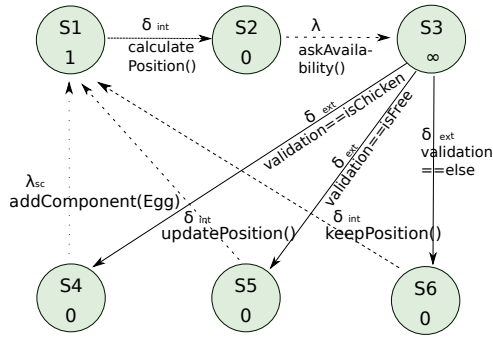 S1
1
δ int
calculate
Position()
S2
0
λ
askAvaila-
bility()
S3
∞
δ ext
validation==isChicken
δ ext
validation==isFree
δ ext
validation
==else
λsc
addComponent(Egg)
δ int
updatePosition()
δ int
keepPosition()
S4
0
S5
0
S6
0